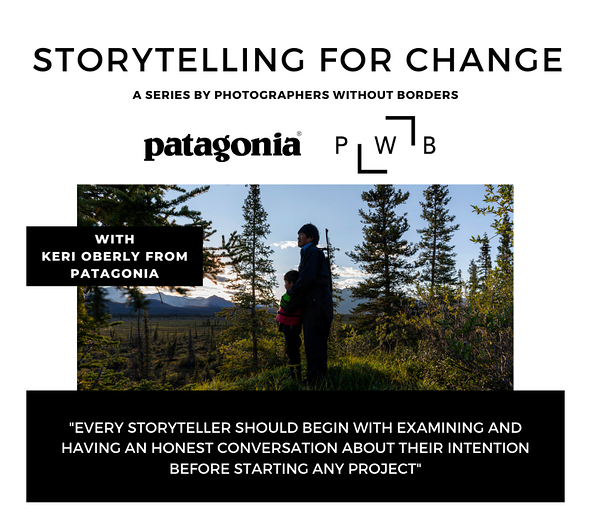 STORYTELLING FOR CHANGE
A SERIES BY PHOTOGRAPHERS WITHOUT BORDERS
patagonia® P W B
WITH
KERI OBERLY FROM
PATAGONIA
"EVERY STORYTELLER SHOULD BEGIN WITH EXAMINING AND
HAVING AN HONEST CONVERSATION ABOUT THEIR INTENTION
BEFORE STARTING ANY PROJECT"